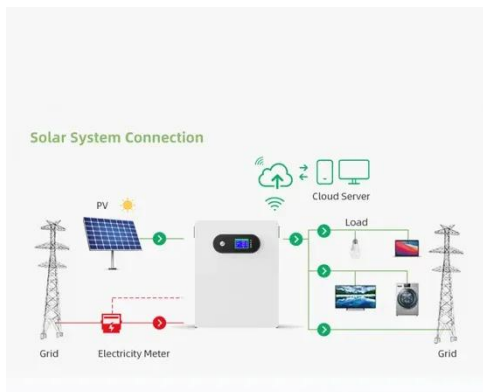 Solar System Connection
Cloud Server
PV
Load
Grid
Electricity Meter
Grid